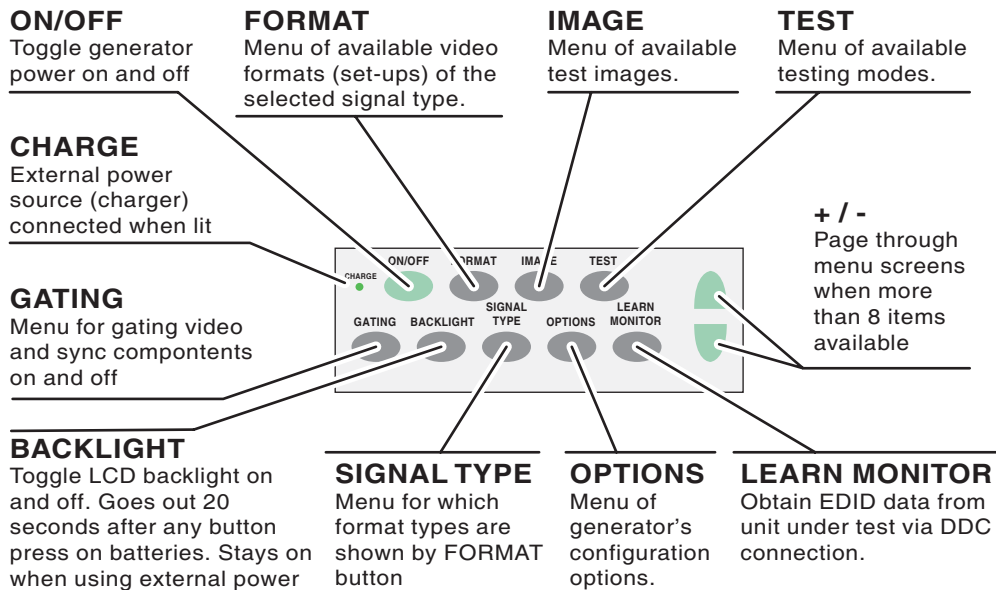 ON/OFF
Toggle generator
power on and off
FORMAT
Menu of available video
formats (set-ups) of the
selected signal type.
IMAGE
Menu of available
test images.
TEST
Menu of available
testing modes.
CHARGE
External power
source (charger)
connected when lit
+ / -
Page through
menu screens
when more
than 8 items
available
GATING
Menu for gating video
and sync compontents
on and off
CHARGE
ON/OFF
FORMAT
IMAGE
TEST
GATING
BACKLIGHT
SIGNAL
TYPE
OPTIONS
LEARN
MONITOR
BACKLIGHT
Toggle LCD backlight on
and off. Goes out 20
seconds after any button
press on batteries. Stays on
when using external power
SIGNAL TYPE
Menu for which
format types are
shown by FORMAT
button
OPTIONS
Menu of
generator's
configuration
options.
LEARN MONITOR
Obtain EDID data from
unit under test via DDC
connection.